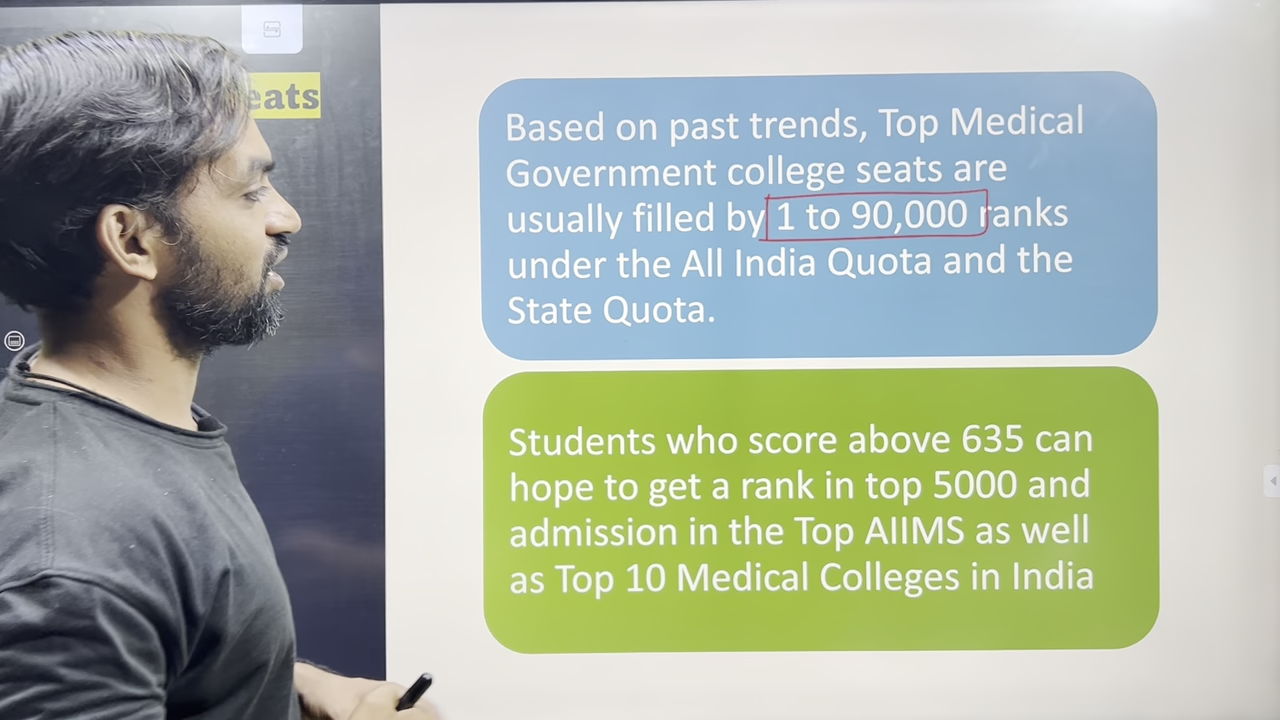 eats
Based on past trends, Top Medical
Government college seats are
usually filled by 1 to 90,000 ranks
under the All India Quota and the
State Quota.
Students who score above 635 can
hope to get a rank in top 5000 and
admission in the Top AIIMS as well
as Top 10 Medical Colleges in India